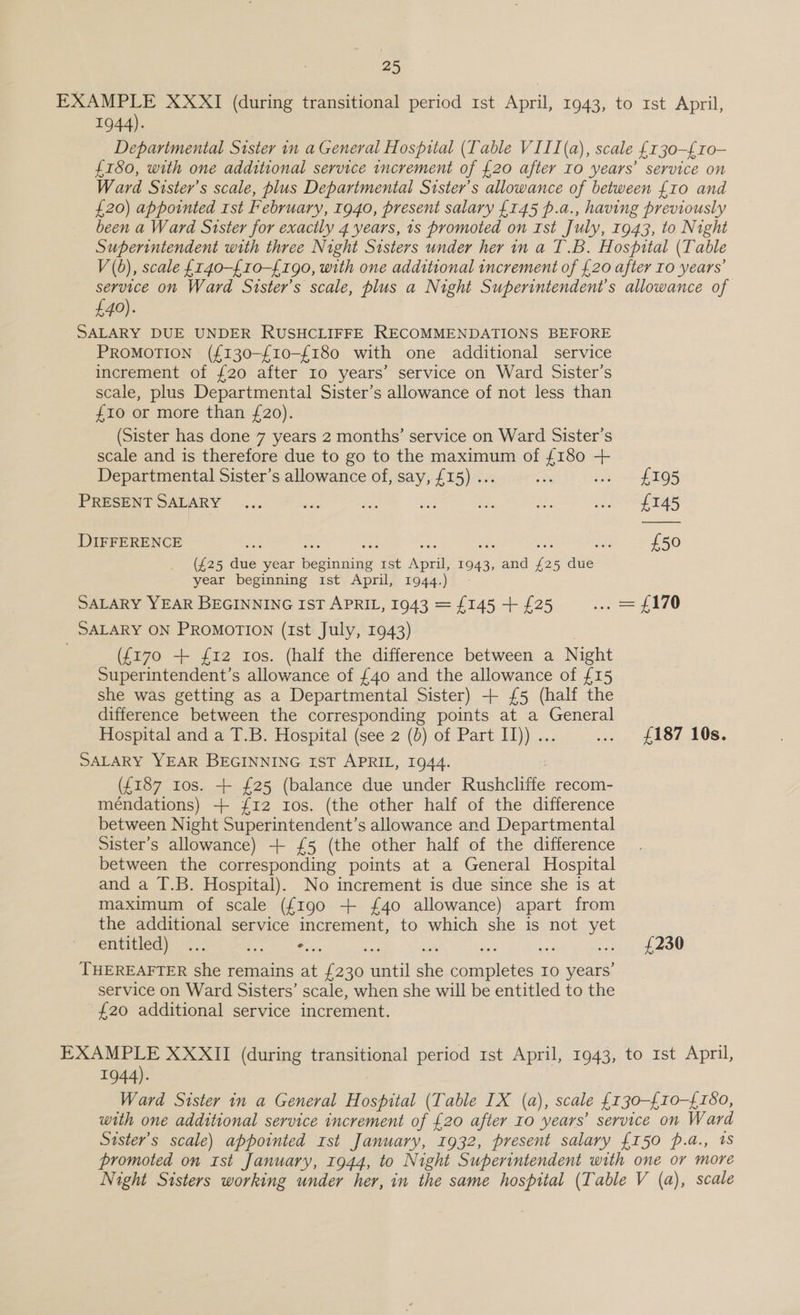 25
EXAMPLE XXXI (during transitional period 1st April, 1943, to 1st April,
1944).
Departmental Sister in a General Hospital (Table VIII(a), scale £130–£10–
£180, with one additional service increment of £20 after 10 years' service on
Ward Sister's scale, plus Departmental Sister's allowance of between £10 and
£20) appointed 1st February, 1940, present salary £145 p.a., having previously
been a Ward Sister for exactly 4 years, is promoted on 1st July, 1943, to Night
Superintendent with three Night Sisters under her in a T.B. Hospital (Table
V(b), scale £140–£10–£190, with one additional increment of £20 after 10 years'
service on Ward Sister's scale, plus a Night Superintendent's allowance of
£40).
SALARY DUE UNDER RUSHCLIFFE RECOMMENDATIONS BEFORE
PROMOTION (£130–£10–£180 with one additional service
increment of £20 after 10 years' service on Ward Sister's
scale, plus Departmental Sister's allowance of not less than
£10 or more than £20).
(Sister has done 7 years 2 months' service on Ward Sister's
scale and is therefore due to go to the maximum of £180 +
Departmental Sister's allowance of, say, £15) ... ... ... £195
PRESENT SALARY ... ... ... ... ... ... ... £145
DIFFERENCE ... ... ... ... ... ... ... £50
(£25 due year beginning 1st April, 1943, and £25 due
year beginning 1st April, 1944.)
SALARY YEAR BEGINNING 1ST APRIL, 1943 = £145 + £25 ... = £170
SALARY ON PROMOTION (1st July, 1943)
(£170 + £12 10s. (half the difference between a Night
Superintendent's allowance of £40 and the allowance of £15
she was getting as a Departmental Sister) + £5 (half the
difference between the corresponding points at a General
Hospital and a T.B. Hospital (see 2 (b) of Part II)) ... ... £187 10s.
SALARY YEAR BEGINNING 1ST APRIL, 1944.
(£187 10s. + £25 (balance due under Rushcliffe recom-
mendations) + £12 10s. (the other half of the difference
between Night Superintendent's allowance and Departmental
Sister's allowance) + £5 (the other half of the difference
between the corresponding points at a General Hospital
and a T.B. Hospital). No increment is due since she is at
maximum of scale (£190 + £40 allowance) apart from
the additional service increment, to which she is not yet
entitled) ... ... ... ... ... ... ... ... £230
THEREAFTER she remains at £230 until she completes 10 years'
service on Ward Sisters' scale, when she will be entitled to the
£20 additional service increment.
EXAMPLE XXXII (during transitional period 1st April, 1943, to 1st April,
1944).
Ward Sister in a General Hospital (Table IX (a), scale £130–£10–£180,
with one additional service increment of £20 after 10 years' service on Ward
Sister's scale) appointed 1st January, 1932, present salary £150 p.a., is
promoted on 1st January, 1944, to Night Superintendent with one or more
Night Sisters working under her, in the same hospital (Table V (a), scale